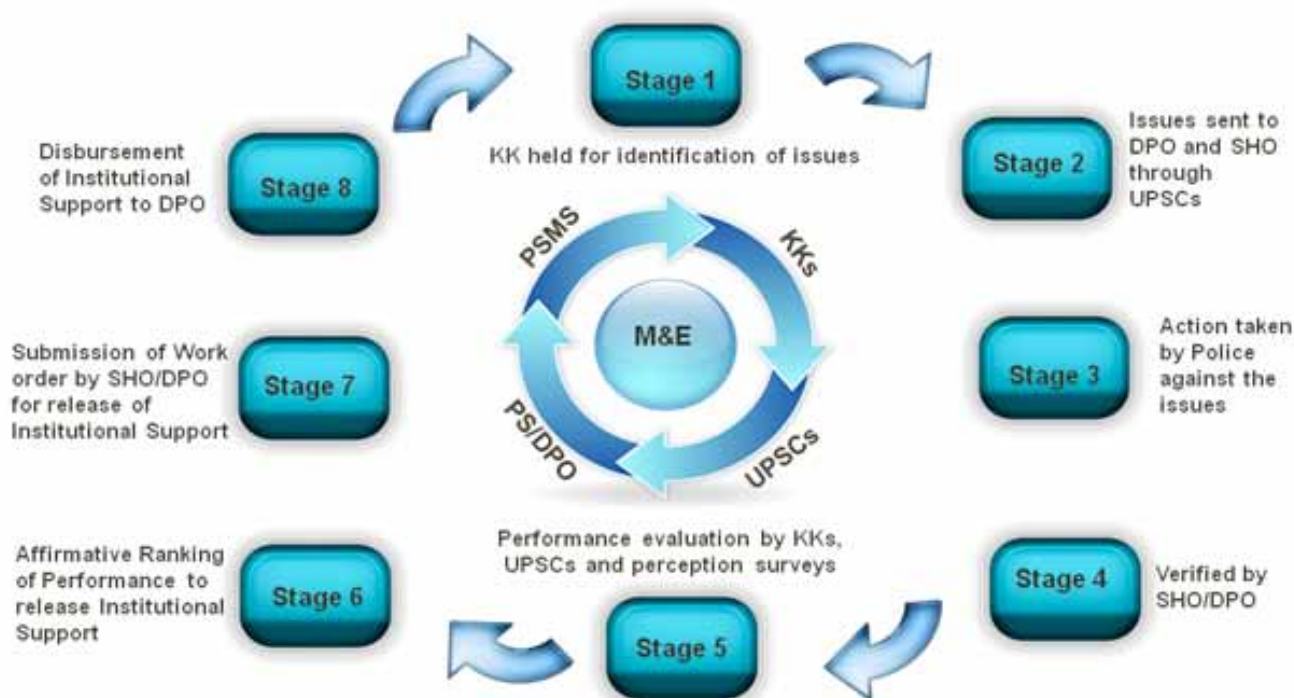 Stage 1
KK held for identification of issues
Stage 2
Issues sent to
DPO and SHO
through
UPSCs
Stage 3
Action taken
by Police
against the
issues
Stage 4
Verified by
SHO/DPO
Performance evaluation by KKs,
UPSCs and perception surveys
Stage 5
Stage 6
Affirmative Ranking
of Performance to
release Institutional
Support
Stage 7
Submission of Work
order by SHO/DPO
for release of
Institutional Support
Stage 8
Disbursement
of Institutional
Support to DPO
PSMS
KKs
M&E
PS/DPO
UPSCs